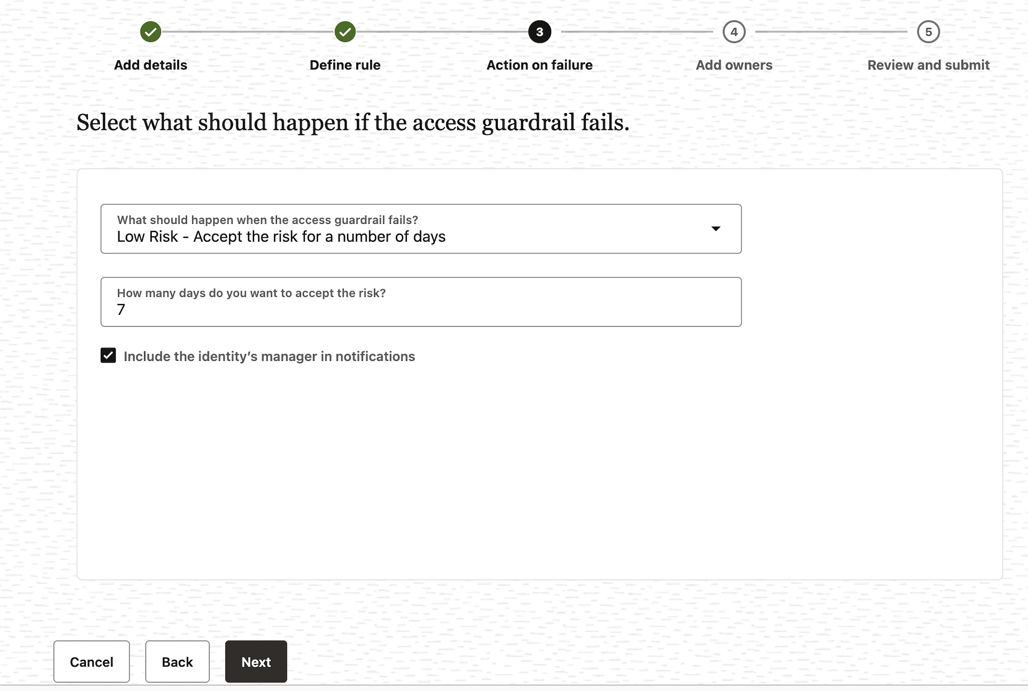 3
4
5
Add details
Define rule
Action on failure
Add owners
Review and submit
Select what should happen if the access guardrail fails.
What should happen when the access guardrail fails?
Low Risk - Accept the risk for a number of days
How many days do you want to accept the risk?
7
Include the identity’s manager in notifications
Cancel
Back
Next